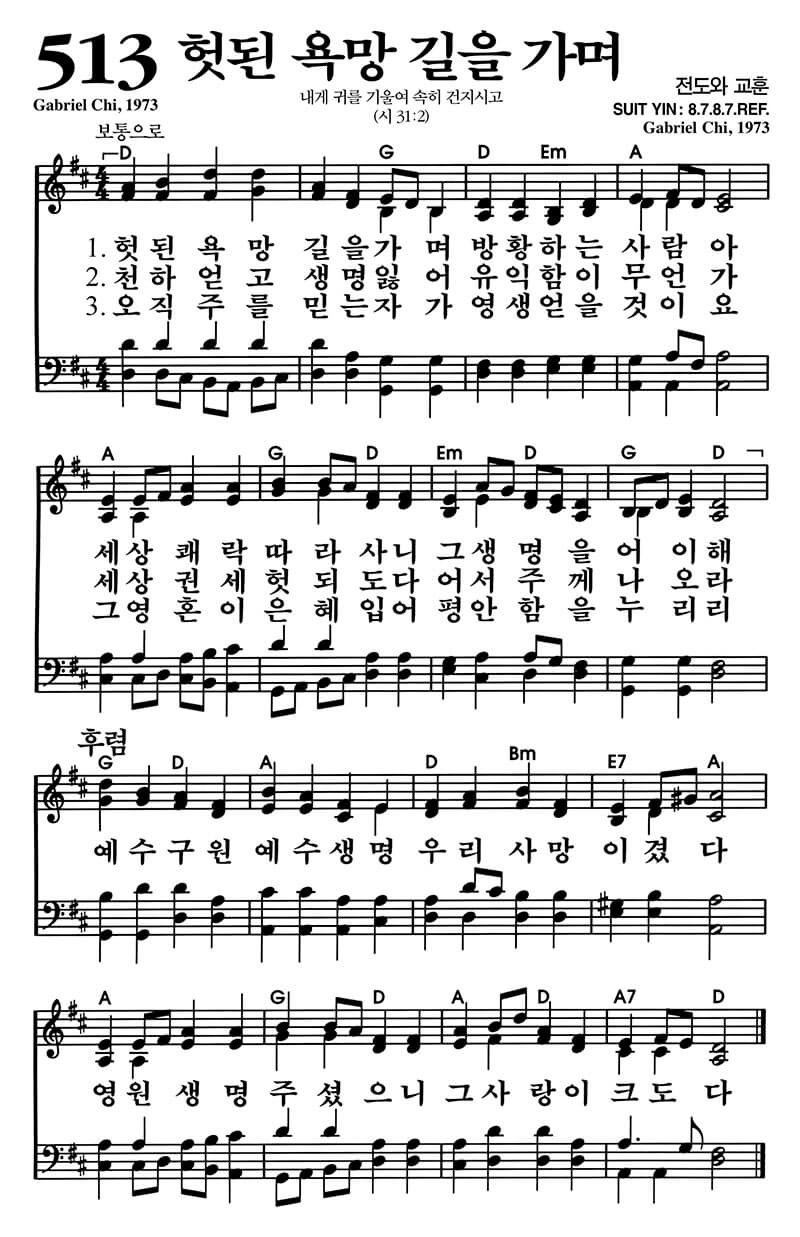 513 헛된 욕망 길을 가며
Gabriel Chi, 1973
내게 귀를 기울여 속히 건지시고
(시 31:2)
전도와 교훈
SUIT YIN: 8.7.8.7.REF.
Gabriel Chi, 1973
보통으로
D G D Em A
4 4
1. 헛 된 욕 망 길 을 가 며 방 황 하 는 사 람 아
2. 천 하 얻 고 생 명 잃 어 유 익 함 이 무 언 가
3. 오 직 주 를 믿 는 자 가 영 생 얻 을 것 이 요
4 4
A G D Em D G D
세 상 쾌 락 따 라 사 니 그 생 명 을 어 이 해
세 상 권 세 헛 되 도 다 어 서 주 께 나 오 라
그 영 혼 이 은 혜 입 어 평 안 함 을 누 리 리
후렴
G D A D Bm E7 A
예 수 구 원 예 수 생 명 우 리 사 망 이 겼 다
A G D A D A7 D
영 원 생 명 주 셨 으 니 그 사 랑 이 크 도 다